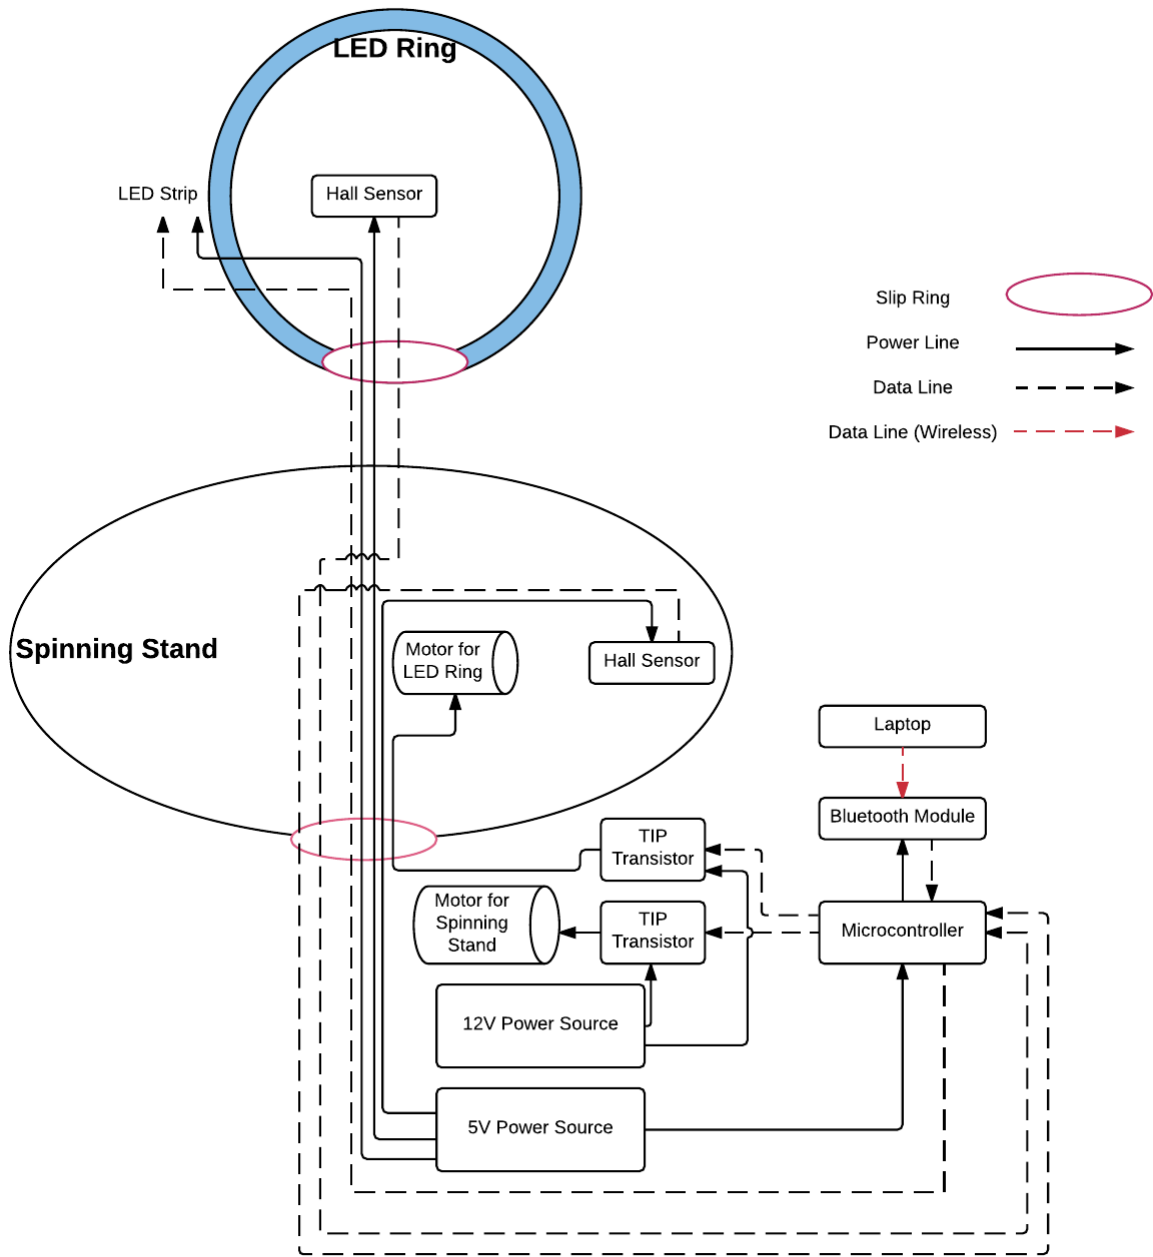 LED Ring
LED Strip
Hall Sensor
Slip Ring
Power Line
Data Line
Data Line (Wireless)
Spinning Stand
Motor for
LED Ring
Hall Sensor
Laptop
Bluetooth Module
TIP
Transistor
Motor for
Spinning
Stand
TIP
Transistor
Microcontroller
12V Power Source
5V Power Source